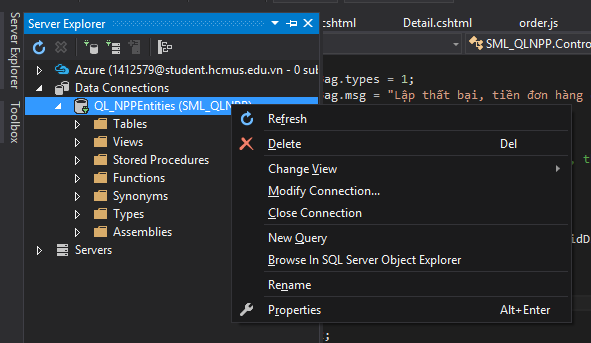 Server Explorer
Toolbox
Server Explorer
cshtml
Detail.cshtml
order.js
SML_QLNPP.Contro
Azure (1412579@student.hcmus.edu.vn - 0 sub
Data Connections
QL_NPPEntities (SML_QLNPP)
Tables
Views
Stored Procedures
Functions
Synonyms
Types
Assemblies
Servers
Refresh
Delete Del
Change View
Modify Connection...
Close Connection
New Query
Browse In SQL Server Object Explorer
Rename
Properties Alt+Enter
ag.types = 1;
ag.msg = "Lập thất bại, tiền đơn hàng
, t
idD
;